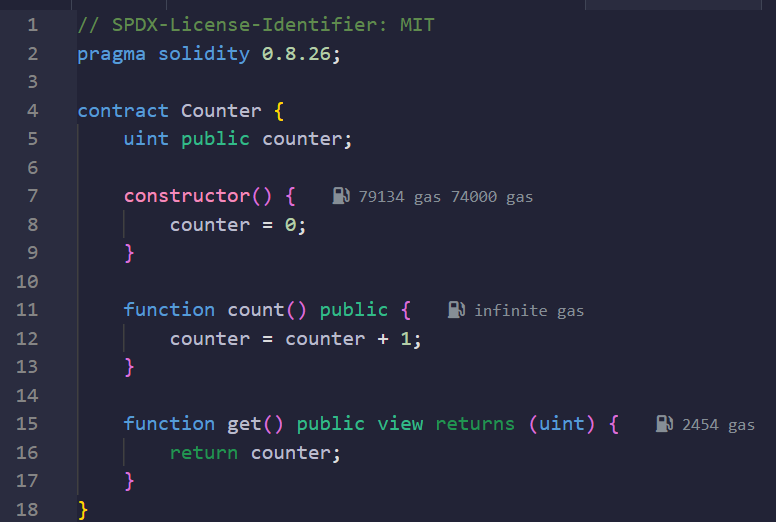 1 // SPDX-License-Identifier: MIT
2 pragma solidity 0.8.26;
3
4 contract Counter {
5 uint public counter;
6
7 constructor() { 79134 gas 74000 gas
8 counter = 0;
9 }
10
11 function count() public { infinite gas
12 counter = counter + 1;
13 }
14
15 function get() public view returns (uint) { 2454 gas
16 return counter;
17 }
18 }